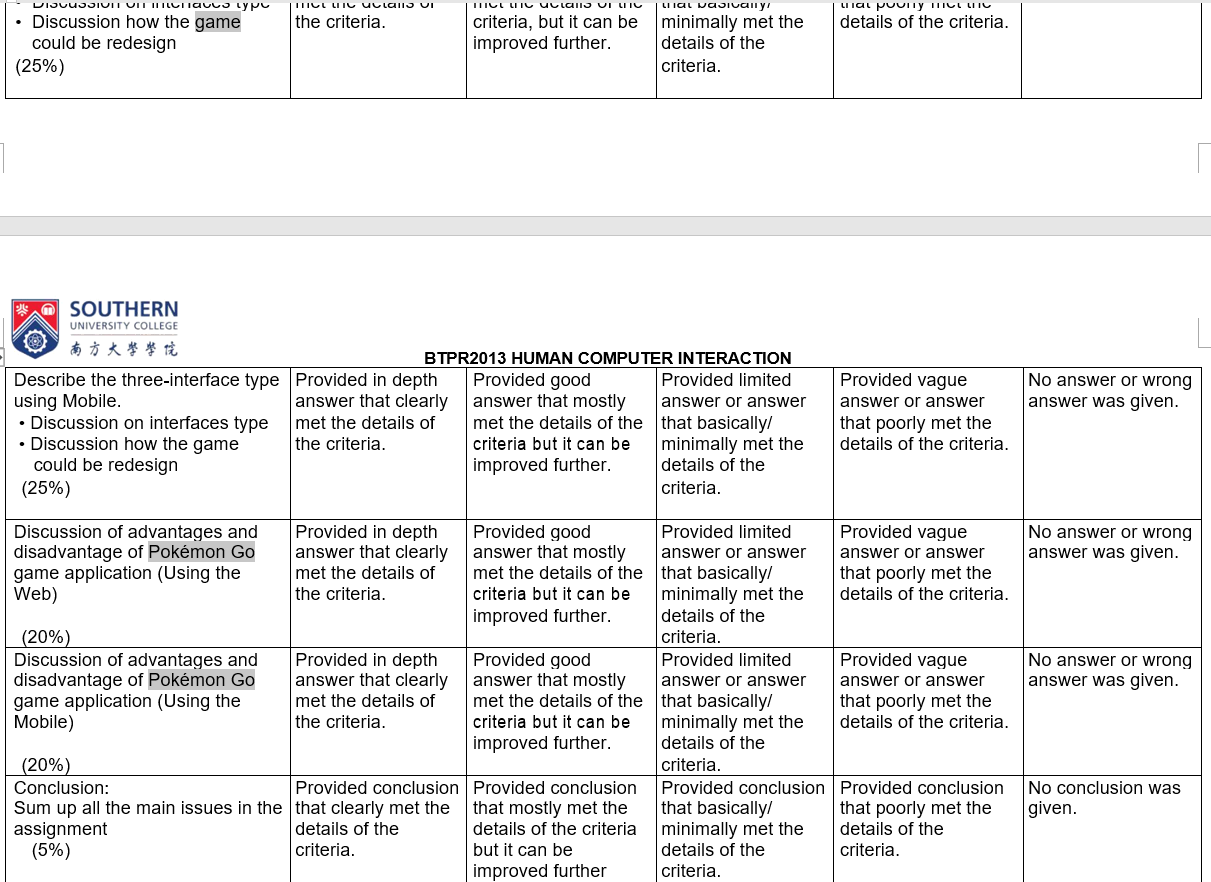 • Discussion on interfaces type
• Discussion how the game
could be redesign
(25%)
met the details of
the criteria.
met the details of the
criteria, but it can be
improved further.
that basically/
minimally met the
details of the
criteria.
that poorly met the
details of the criteria.
SOUTHERN
UNIVERSITY COLLEGE
南方大學學院
BTPR2013 HUMAN COMPUTER INTERACTION
Describe the three-interface type
using Mobile.
• Discussion on interfaces type
• Discussion how the game
could be redesign
(25%)
Provided in depth
answer that clearly
met the details of
the criteria.
Provided good
answer that mostly
met the details of the
criteria but it can be
improved further.
Provided limited
answer or answer
that basically/
minimally met the
details of the
criteria.
Provided vague
answer or answer
that poorly met the
details of the criteria.
No answer or wrong
answer was given.
Discussion of advantages and
disadvantage of Pokémon Go
game application (Using the
Web)
(20%)
Provided in depth
answer that clearly
met the details of
the criteria.
Provided good
answer that mostly
met the details of the
criteria but it can be
improved further.
Provided limited
answer or answer
that basically/
minimally met the
details of the
criteria.
Provided vague
answer or answer
that poorly met the
details of the criteria.
No answer or wrong
answer was given.
Discussion of advantages and
disadvantage of Pokémon Go
game application (Using the
Mobile)
(20%)
Provided in depth
answer that clearly
met the details of
the criteria.
Provided good
answer that mostly
met the details of the
criteria but it can be
improved further.
Provided limited
answer or answer
that basically/
minimally met the
details of the
criteria.
Provided vague
answer or answer
that poorly met the
details of the criteria.
No answer or wrong
answer was given.
Conclusion:
Sum up all the main issues in the
assignment
(5%)
Provided conclusion
that clearly met the
details of the
criteria.
Provided conclusion
that mostly met the
details of the criteria
but it can be
improved further
Provided conclusion
that basically/
minimally met the
details of the
criteria.
Provided conclusion
that poorly met the
details of the
criteria.
No conclusion was
given.